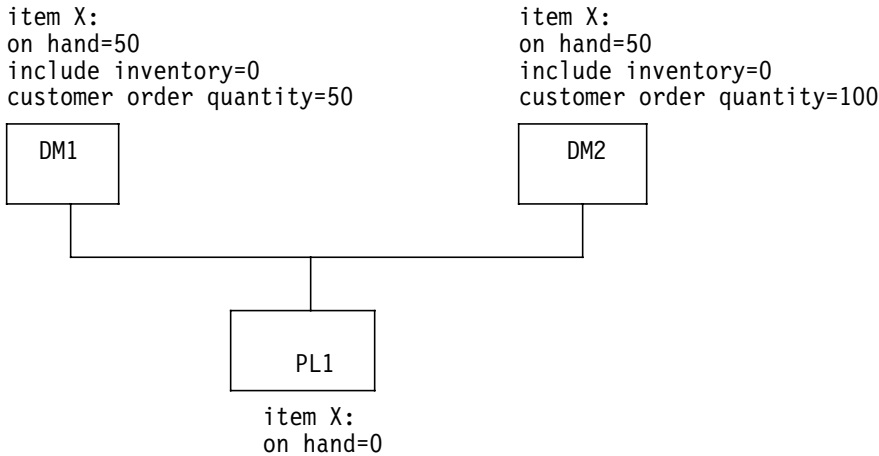 item X:
on hand=50
include inventory=0
customer order quantity=50
item X:
on hand=50
include inventory=0
customer order quantity=100
DM1
DM2
PL1
item X:
on hand=0